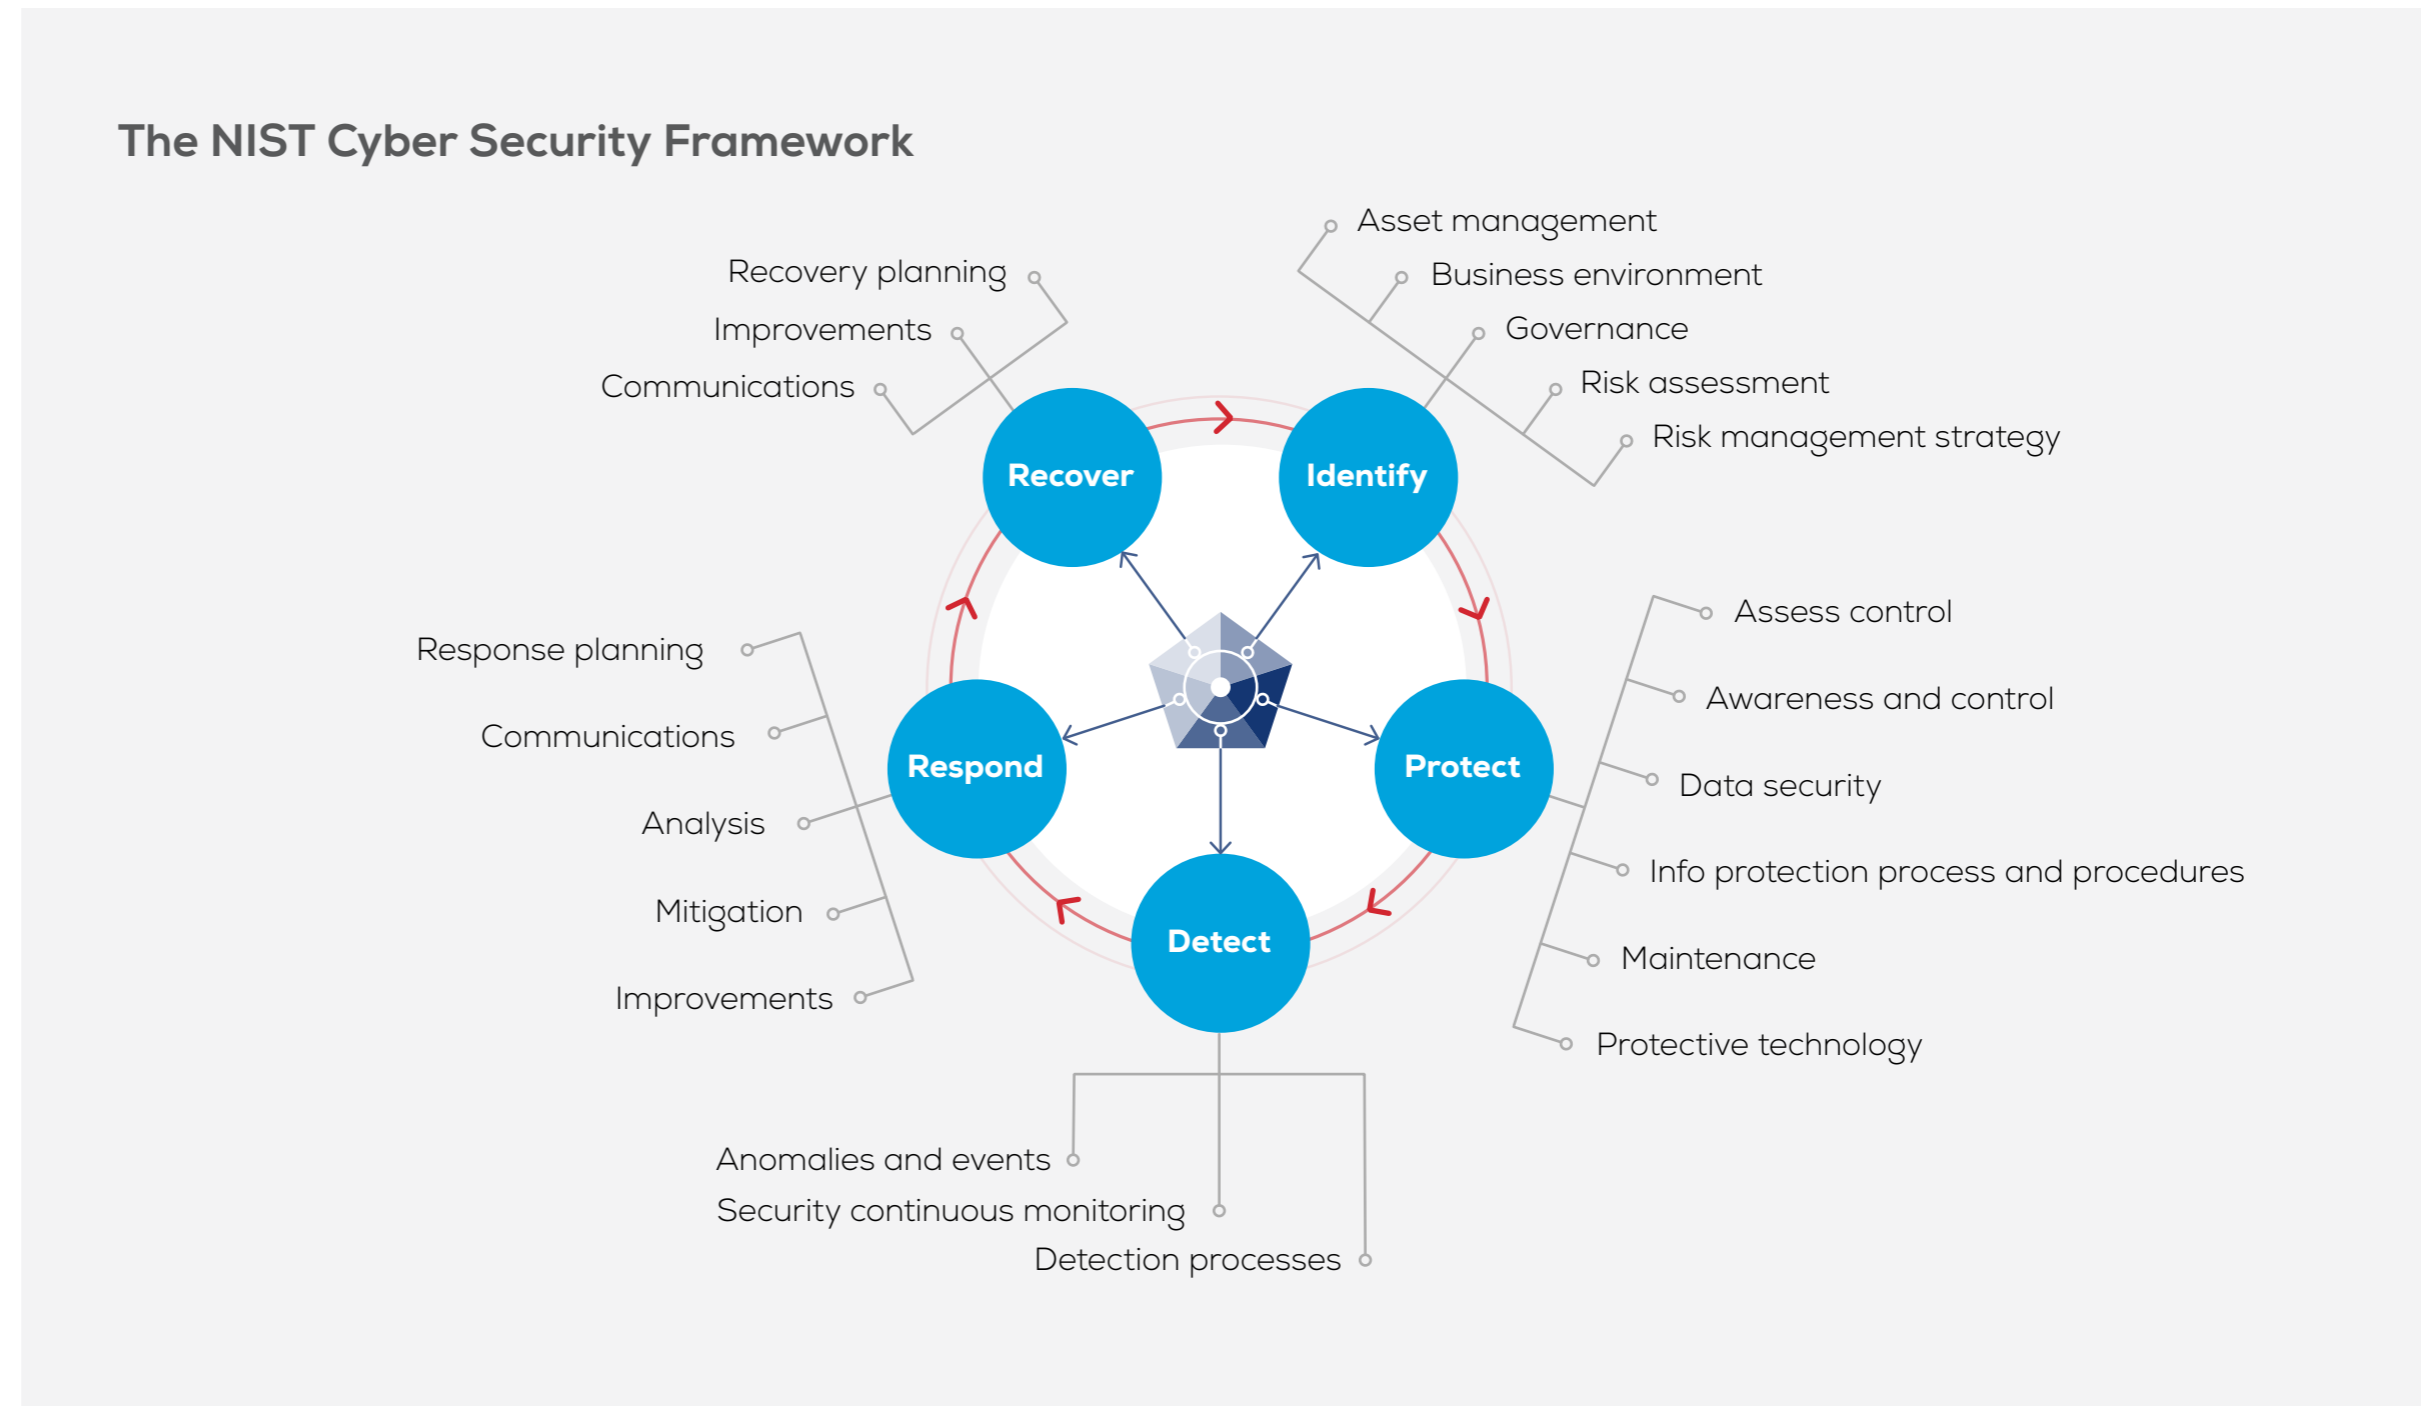 The NIST Cyber Security Framework
Recovery planning
Improvements
Communications
Recover
Asset management
Business environment
Governance
Risk assessment
Risk management strategy
Identify
Assess control
Awareness and control
Data security
Info protection process and procedures
Maintenance
Protective technology
Protect
Response planning
Communications
Analysis
Mitigation
Improvements
Respond
Detect
Anomalies and events
Security continuous monitoring
Detection processes